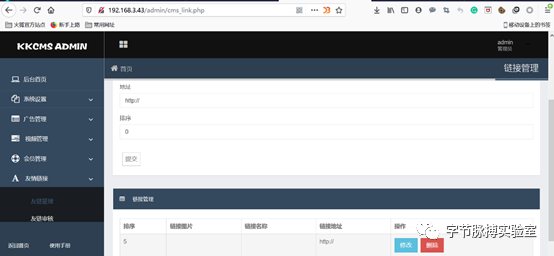 192.168.3.43/admin/cms_link.php
火狐官方站点 新手上路 常用网址 移动设备上的书签
KKCMS ADMIN
admin
管理员
首页
链接管理
后台首页
系统设置
广告管理
视频管理
会员管理
友情链接
友链管理
友链审核
返回首页 使用手册
地址
http://
排序
0
提交
链接管理
排序 链接图片 链接名称 链接地址 操作
5 http:// 修改 删除
字节脉搏实验室